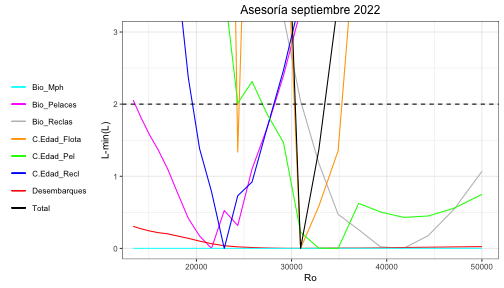 Asesoría septiembre 2022
L-min(L)
3
2
1
0
20000 30000 40000 50000
Ro
Bio_Mph
Bio_Pelaces
Bio_Reclas
C.Edad_Flota
C.Edad_Pel
C.Edad_Recl
Desembarques
Total